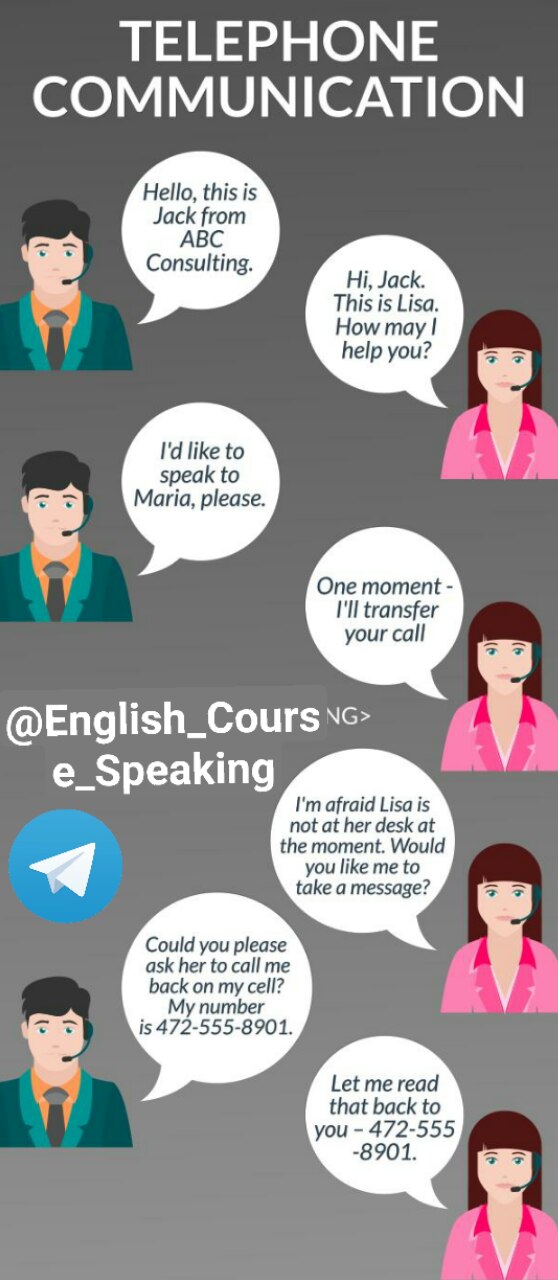 TELEPHONE
COMMUNICATION
Hello, this is
Jack from
ABC
Consulting.
Hi, Jack.
This is Lisa.
How may I
help you?
I'd like to
speak to
Maria, please.
One moment -
I'll transfer
your call
@English_Cours
e_Speaking
NG>
I'm afraid Lisa is
not at her desk at
the moment. Would
you like me to
take a message?
Could you please
ask her to call me
back on my cell?
My number
is 472-555-8901.
Let me read
that back to
you – 472-555
-8901.